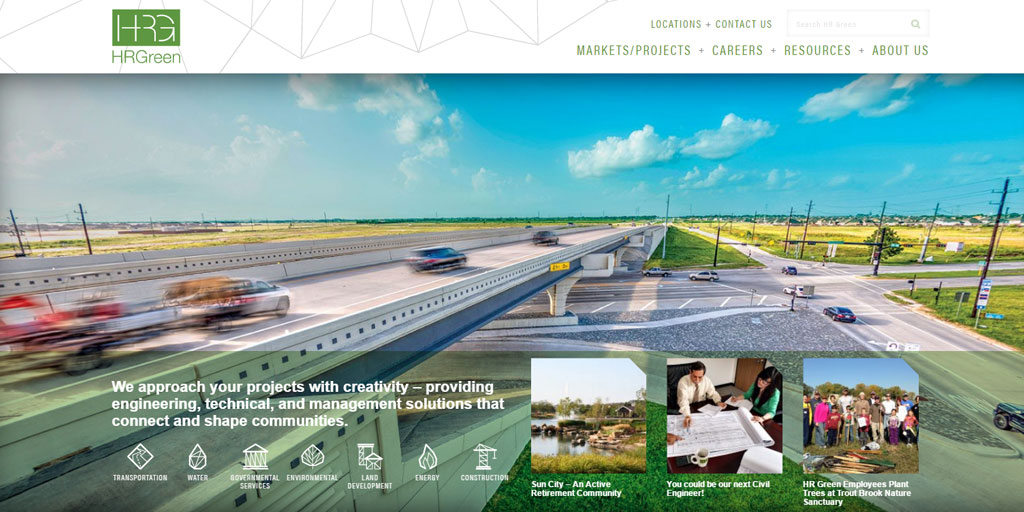 HRG
HRGreen
LOCATIONS + CONTACT US
Search HR Green
MARKETS/PROJECTS + CAREERS + RESOURCES + ABOUT US
We approach your projects with creativity – providing
engineering, technical, and management solutions that
connect and shape communities.
TRANSPORTATION
WATER
GOVERNMENTAL
SERVICES
ENVIRONMENTAL
LAND
DEVELOPMENT
ENERGY
CONSTRUCTION
Sun City – An Active
Retirement Community
You could be our next Civil
Engineer!
HR Green Employees Plant
Trees at Trout Brook Nature
Sanctuary